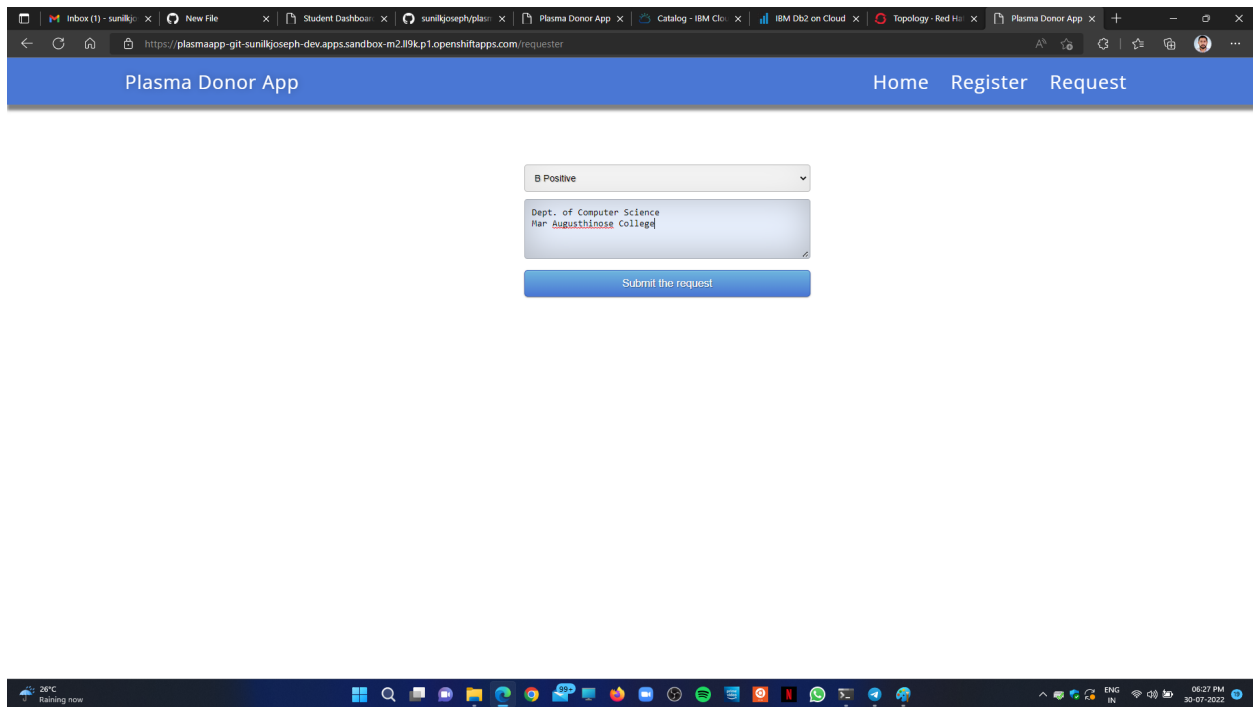 Inbox (1) - sunilkjo
New File
Student Dashboar
sunilkjoseph/plasm
Plasma Donor App
Catalog - IBM Clou
IBM Db2 on Cloud
Topology - Red Ha
Plasma Donor App
https://plasmaapp-git-sunilkjoseph-dev.apps.sandbox-m2.ll9k.p1.openshiftapps.com/requester
Plasma Donor App
Home Register Request
B Positive
Dept. of Computer Science
Mar Augusthinose College
Submit the request
26°C
Raining now
99+
ENG
IN
06:27 PM
30-07-2022